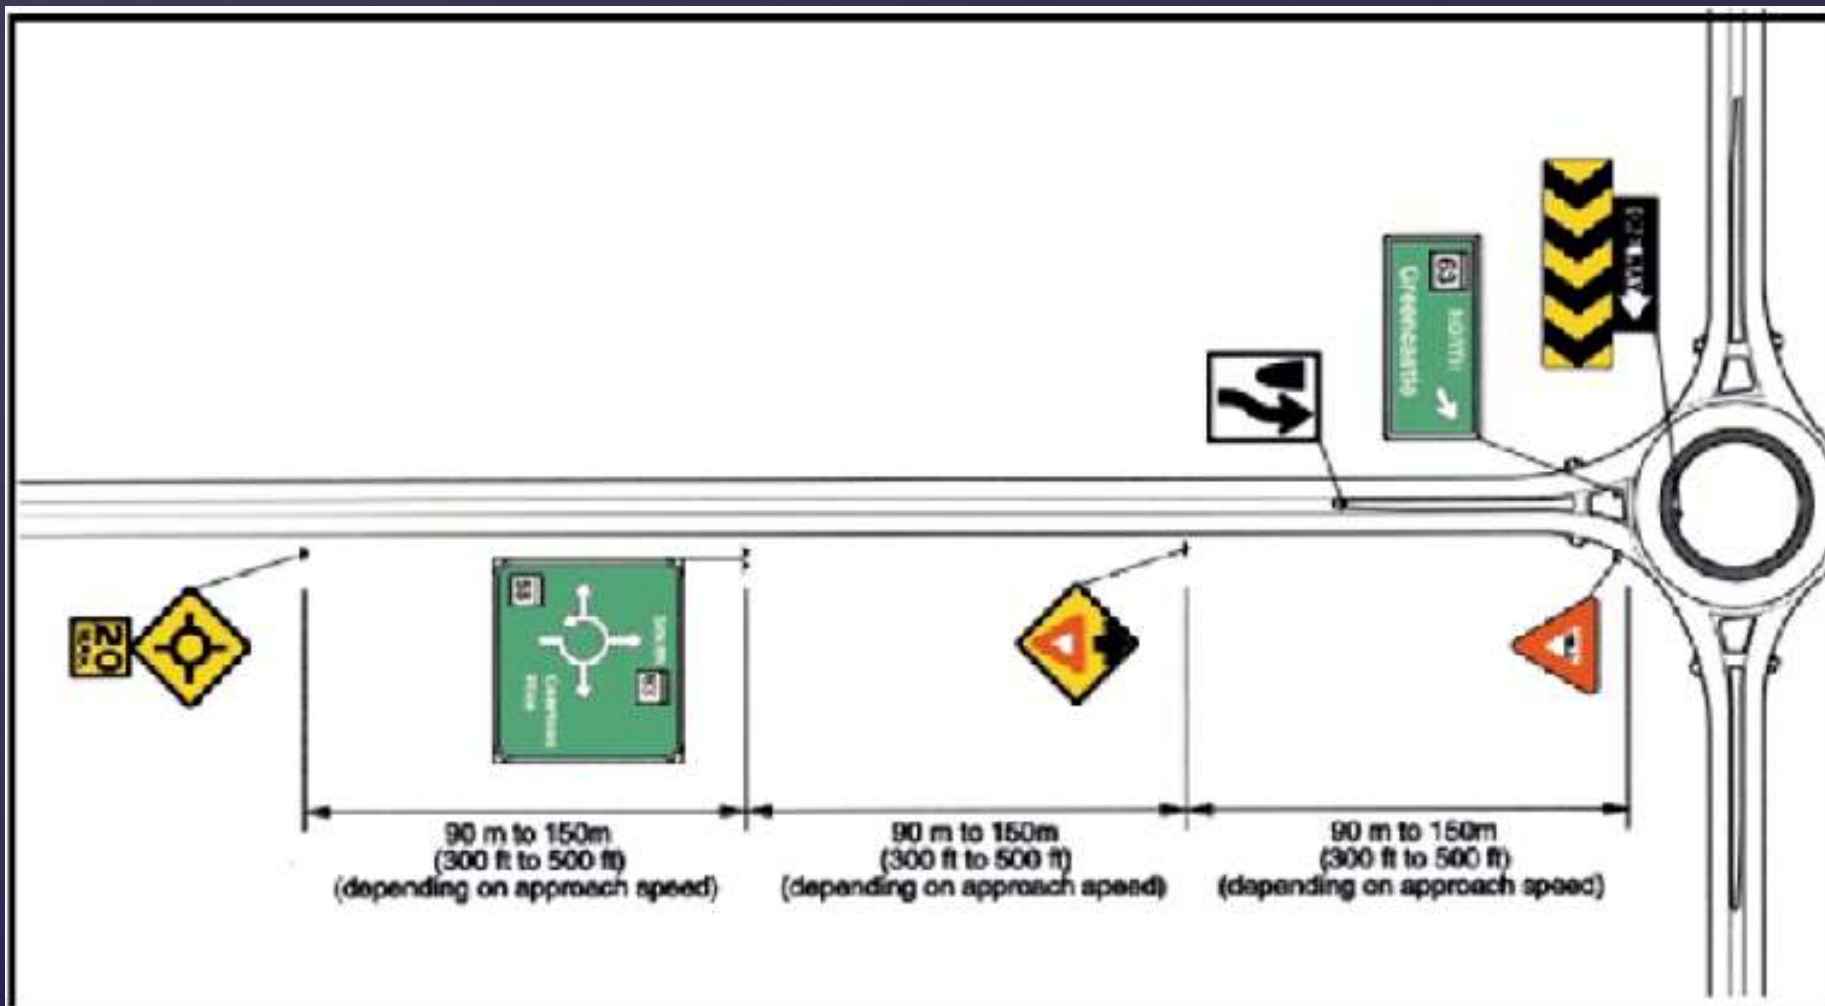 20
M.P.H.
58
SOUTH
63
NORTH
Greencastle
90 m to 150m
(300 ft to 500 ft)
(depending on approach speed)
90 m to 150m
(300 ft to 500 ft)
(depending on approach speed)
90 m to 150m
(300 ft to 500 ft)
(depending on approach speed)